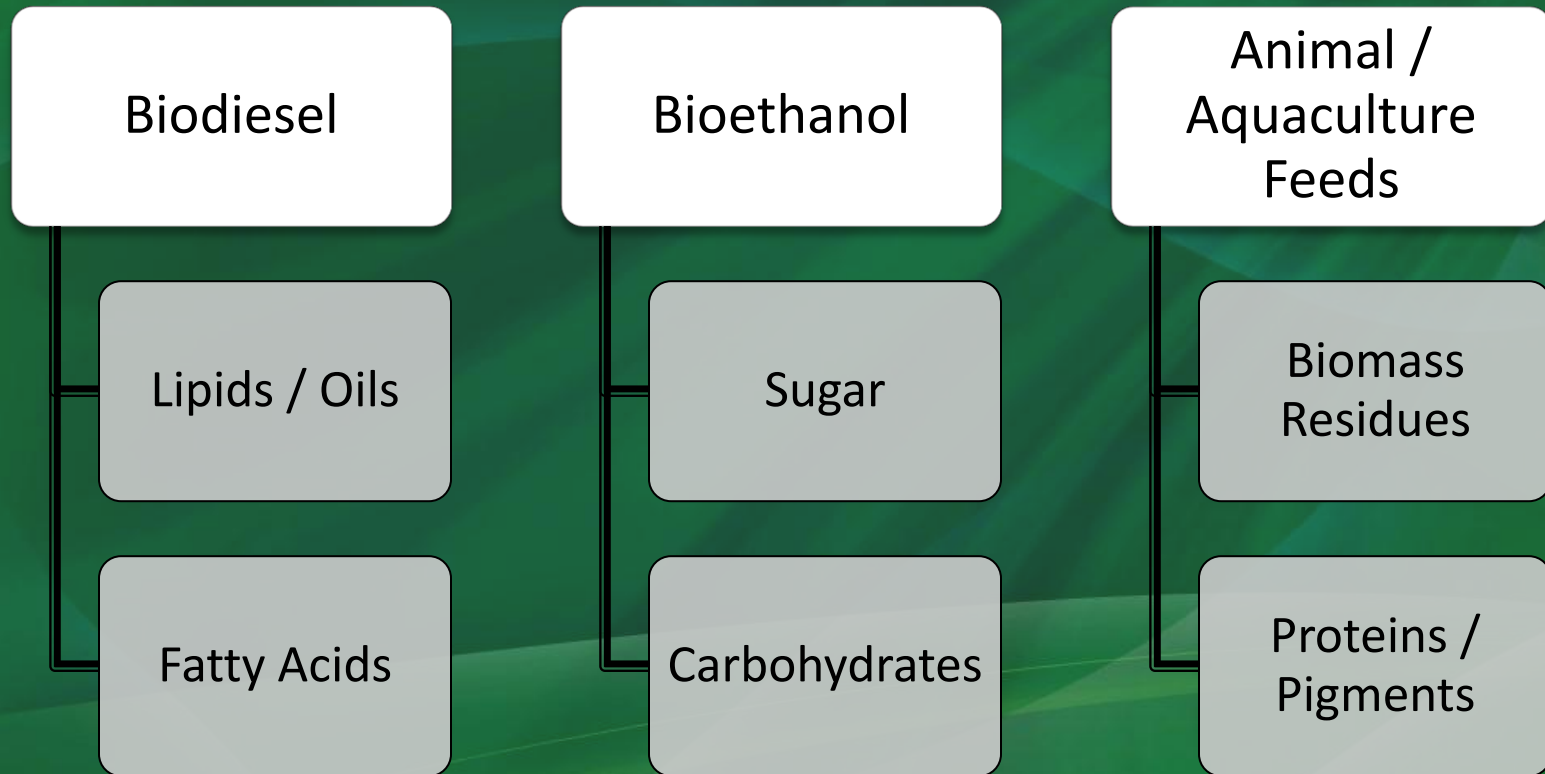 Biodiesel
Lipids / Oils
Fatty Acids
Bioethanol
Sugar
Carbohydrates
Animal /
Aquaculture
Feeds
Biomass
Residues
Proteins /
Pigments